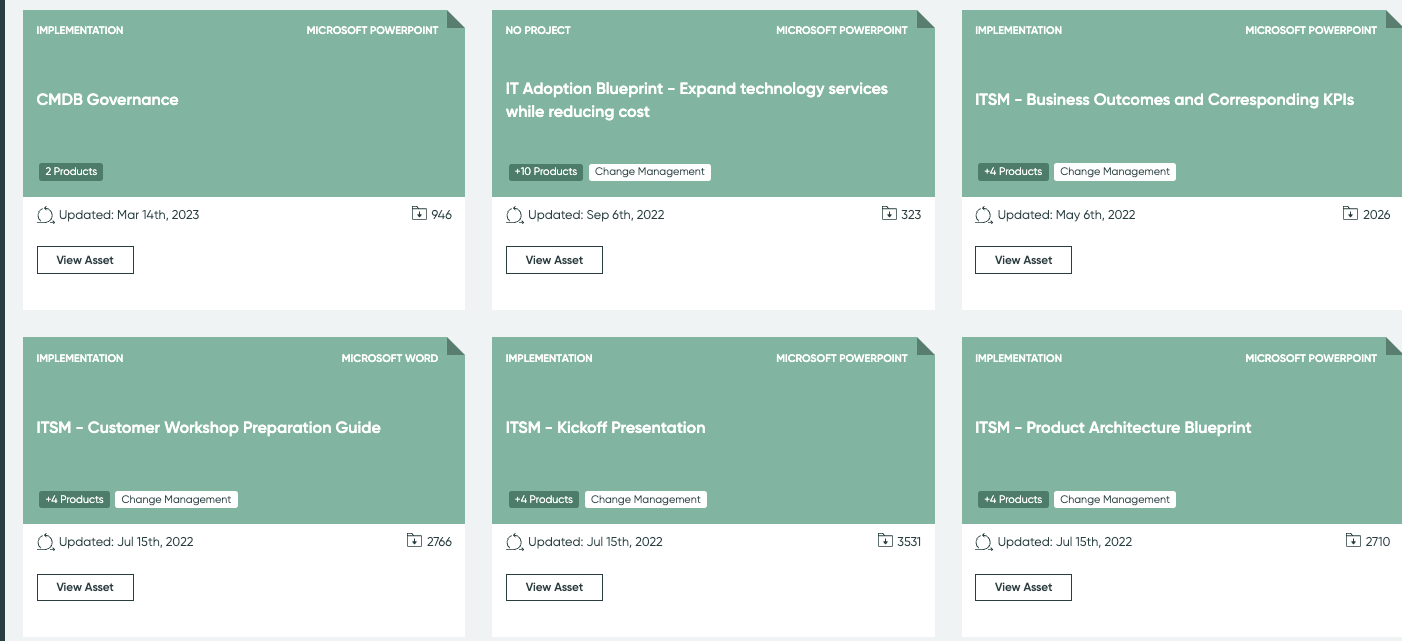 IMPLEMENTATION MICROSOFT POWERPOINT
CMDB Governance
2 Products
Updated: Mar 14th, 2023 946
View Asset
NO PROJECT MICROSOFT POWERPOINT
IT Adoption Blueprint - Expand technology services
while reducing cost
+10 Products Change Management
Updated: Sep 6th, 2022 323
View Asset
IMPLEMENTATION MICROSOFT POWERPOINT
ITSM - Business Outcomes and Corresponding KPIs
+4 Products Change Management
Updated: May 6th, 2022 2026
View Asset
IMPLEMENTATION MICROSOFT WORD
ITSM - Customer Workshop Preparation Guide
+4 Products Change Management
Updated: Jul 15th, 2022 2766
View Asset
IMPLEMENTATION MICROSOFT POWERPOINT
ITSM - Kickoff Presentation
+4 Products Change Management
Updated: Jul 15th, 2022 3531
View Asset
IMPLEMENTATION MICROSOFT POWERPOINT
ITSM - Product Architecture Blueprint
+4 Products Change Management
Updated: Jul 15th, 2022 2710
View Asset